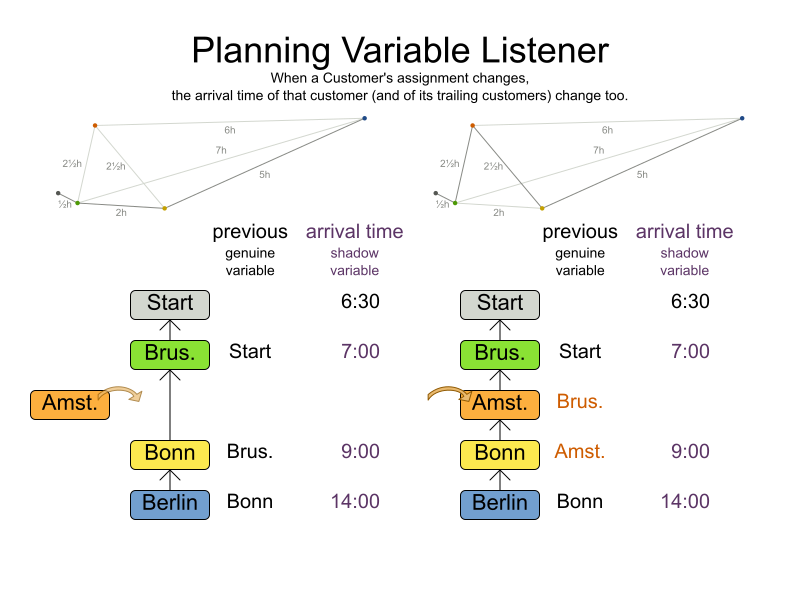 Planning Variable Listener
When a Customer's assignment changes,
the arrival time of that customer (and of its trailing customers) change too.
6h
7h
2½h
2½h
5h
½h
2h
6h
7h
2½h
2½h
5h
½h
2h
previous arrival time
genuine shadow
variable variable
previous arrival time
genuine shadow
variable variable
Start 6:30
Brus. Start 7:00
Amst.
Bonn Brus. 9:00
Berlin Bonn 14:00
Start 6:30
Brus. Start 7:00
Amst. Brus.
Bonn Amst. 9:00
Berlin Bonn 14:00